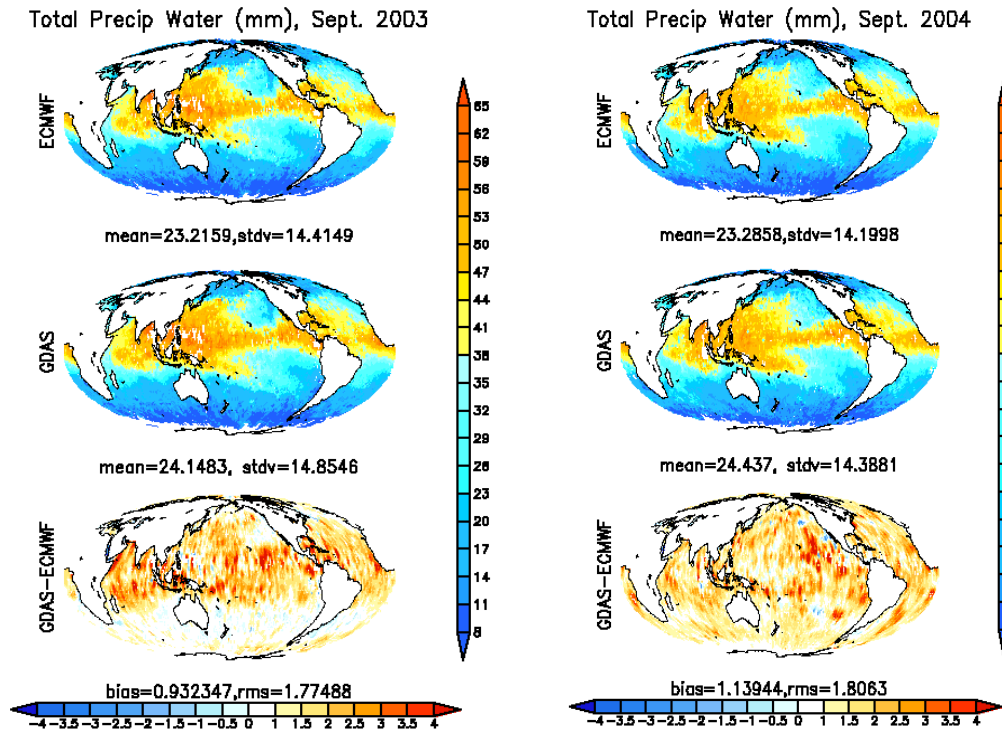 Total Precip Water (mm), Sept. 2003
ECMWF
mean=23.2159,stdv=14.4149
GDAS
mean=24.1483, stdv=14.8546
GDAS-ECMWF
bias=0.932347,rms=1.77488
-4 -3.5 -3 -2.5 -2 -1.5 -1 -0.5 0 1 1.5 2 2.5 3 3.5 4
65
62
59
56
53
50
47
44
41
38
35
32
29
26
23
20
17
14
11
8
Total Precip Water (mm), Sept. 2004
ECMWF
mean=23.2858,stdv=14.1998
GDAS
mean=24.437, stdv=14.3881
GDAS-ECMWF
bias=1.13944,rms=1.8063
-4 -3.5 -3 -2.5 -2 -1.5 -1 -0.5 0 1 1.5 2 2.5 3 3.5 4